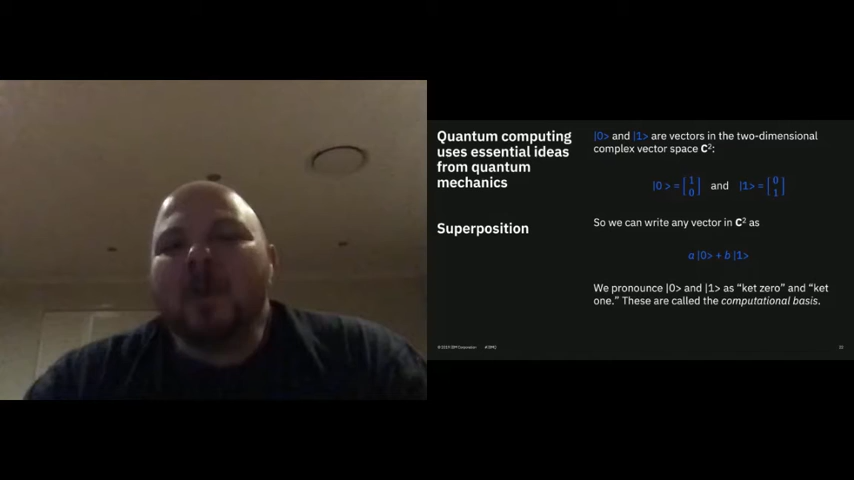 Quantum computing
uses essential ideas
from quantum
mechanics
Superposition
|0> and |1> are vectors in the two-dimensional
complex vector space C²:
|0 > = [1 0] and |1> = [0 1]
So we can write any vector in C² as
a |0> + b |1>
We pronounce |0> and |1> as “ket zero” and “ket
one.” These are called the computational basis.
IBM Corporation